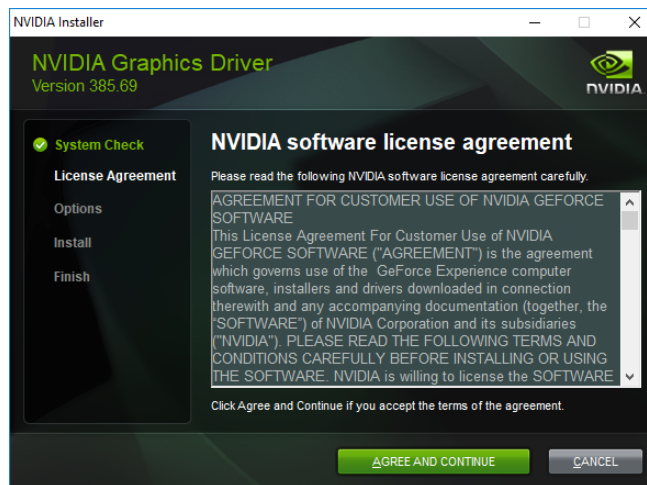 NVIDIA Installer
NVIDIA Graphics Driver
Version 385.69
NVIDIA
System Check
License Agreement
Options
Install
Finish
NVIDIA software license agreement
Please read the following NVIDIA software license agreement carefully.
AGREEMENT FOR CUSTOMER USE OF NVIDIA GEFORCE
SOFTWARE
This License Agreement For Customer Use of NVIDIA
GEFORCE SOFTWARE ("AGREEMENT") is the agreement
which governs use of the GeForce Experience computer
software, installers and drivers downloaded in connection
therewith and any accompanying documentation (together, the
"SOFTWARE") of NVIDIA Corporation and its subsidiaries
("NVIDIA"). PLEASE READ THE FOLLOWING TERMS AND
CONDITIONS CAREFULLY BEFORE INSTALLING OR USING
THE SOFTWARE. NVIDIA is willing to license the SOFTWARE
Click Agree and Continue if you accept the terms of the agreement.
AGREE AND CONTINUE
CANCEL